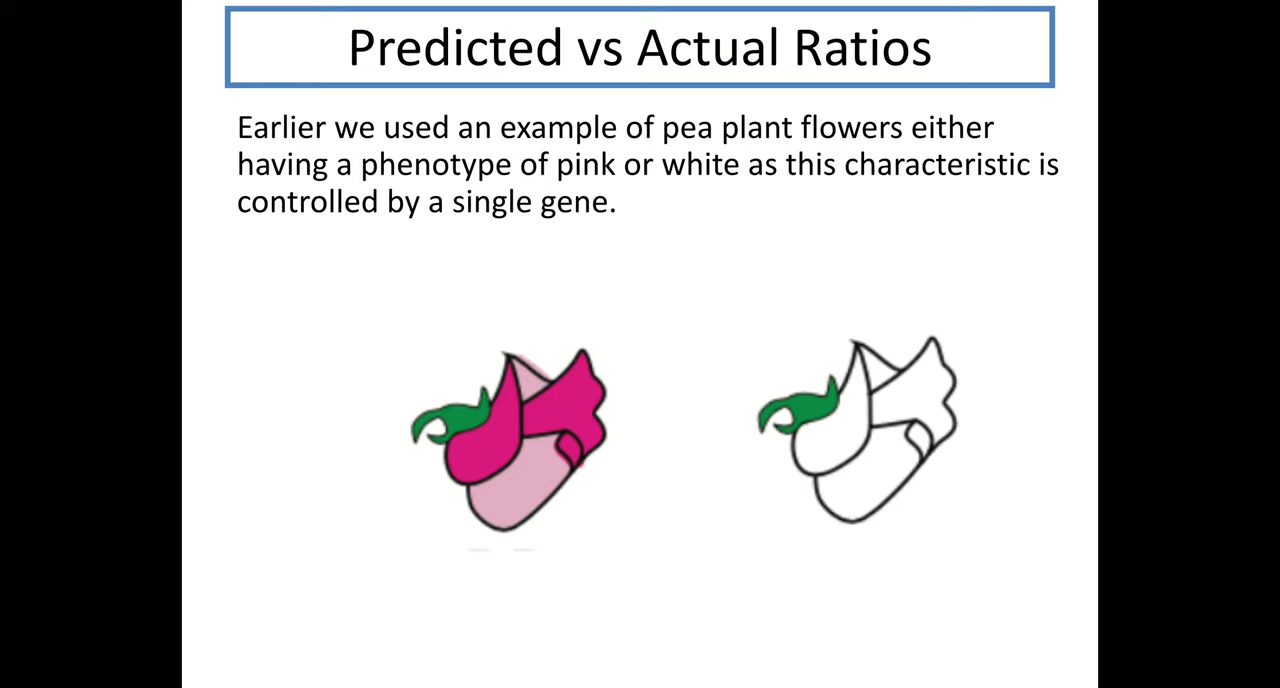 Predicted vs Actual Ratios
Earlier we used an example of pea plant flowers either
having a phenotype of pink or white as this characteristic is
controlled by a single gene.